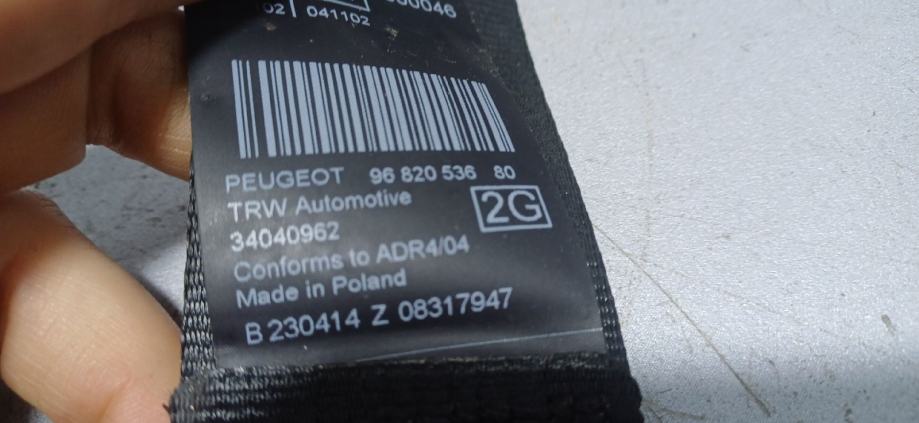 02 | 041102
PEUGEOT 96 820 536 80
TRW Automotive
2G
34040962
Conforms to ADR4/04
Made in Poland
B 230414 Z 08317947